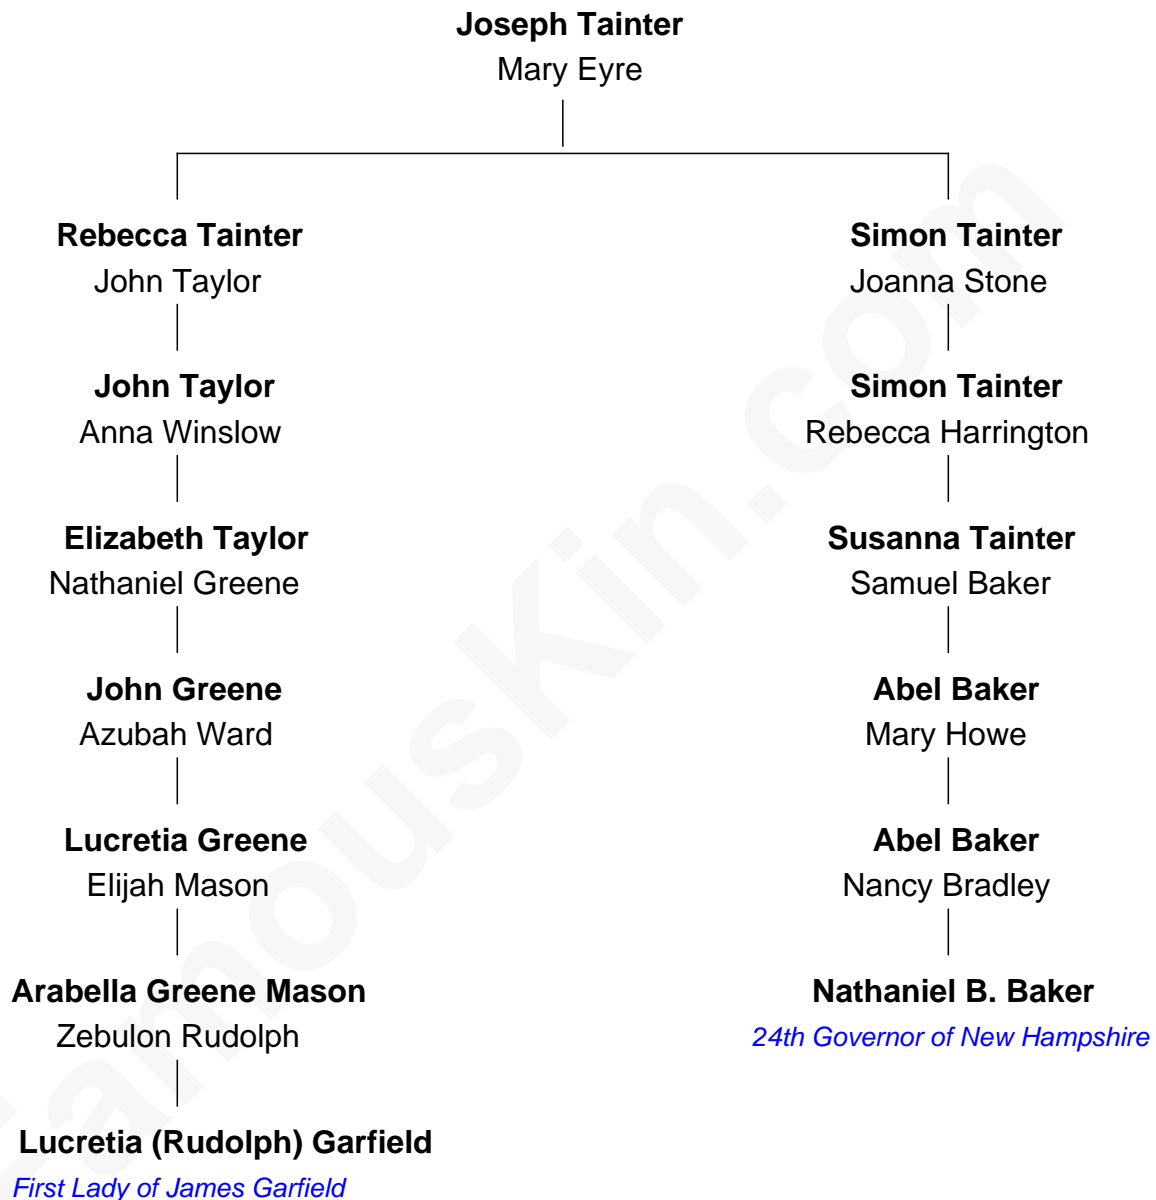 Joseph Tainter
Mary Eyre
Rebecca Tainter
John Taylor
Simon Tainter
Joanna Stone
John Taylor
Anna Winslow
Simon Tainter
Rebecca Harrington
Elizabeth Taylor
Nathaniel Greene
Susanna Tainter
Samuel Baker
John Greene
Azubah Ward
Abel Baker
Mary Howe
Lucretia Greene
Elijah Mason
Abel Baker
Nancy Bradley
Arabella Greene Mason
Zebulon Rudolph
Nathaniel B. Baker
24th Governor of New Hampshire
Lucretia (Rudolph) Garfield
First Lady of James Garfield
FamousKin.com